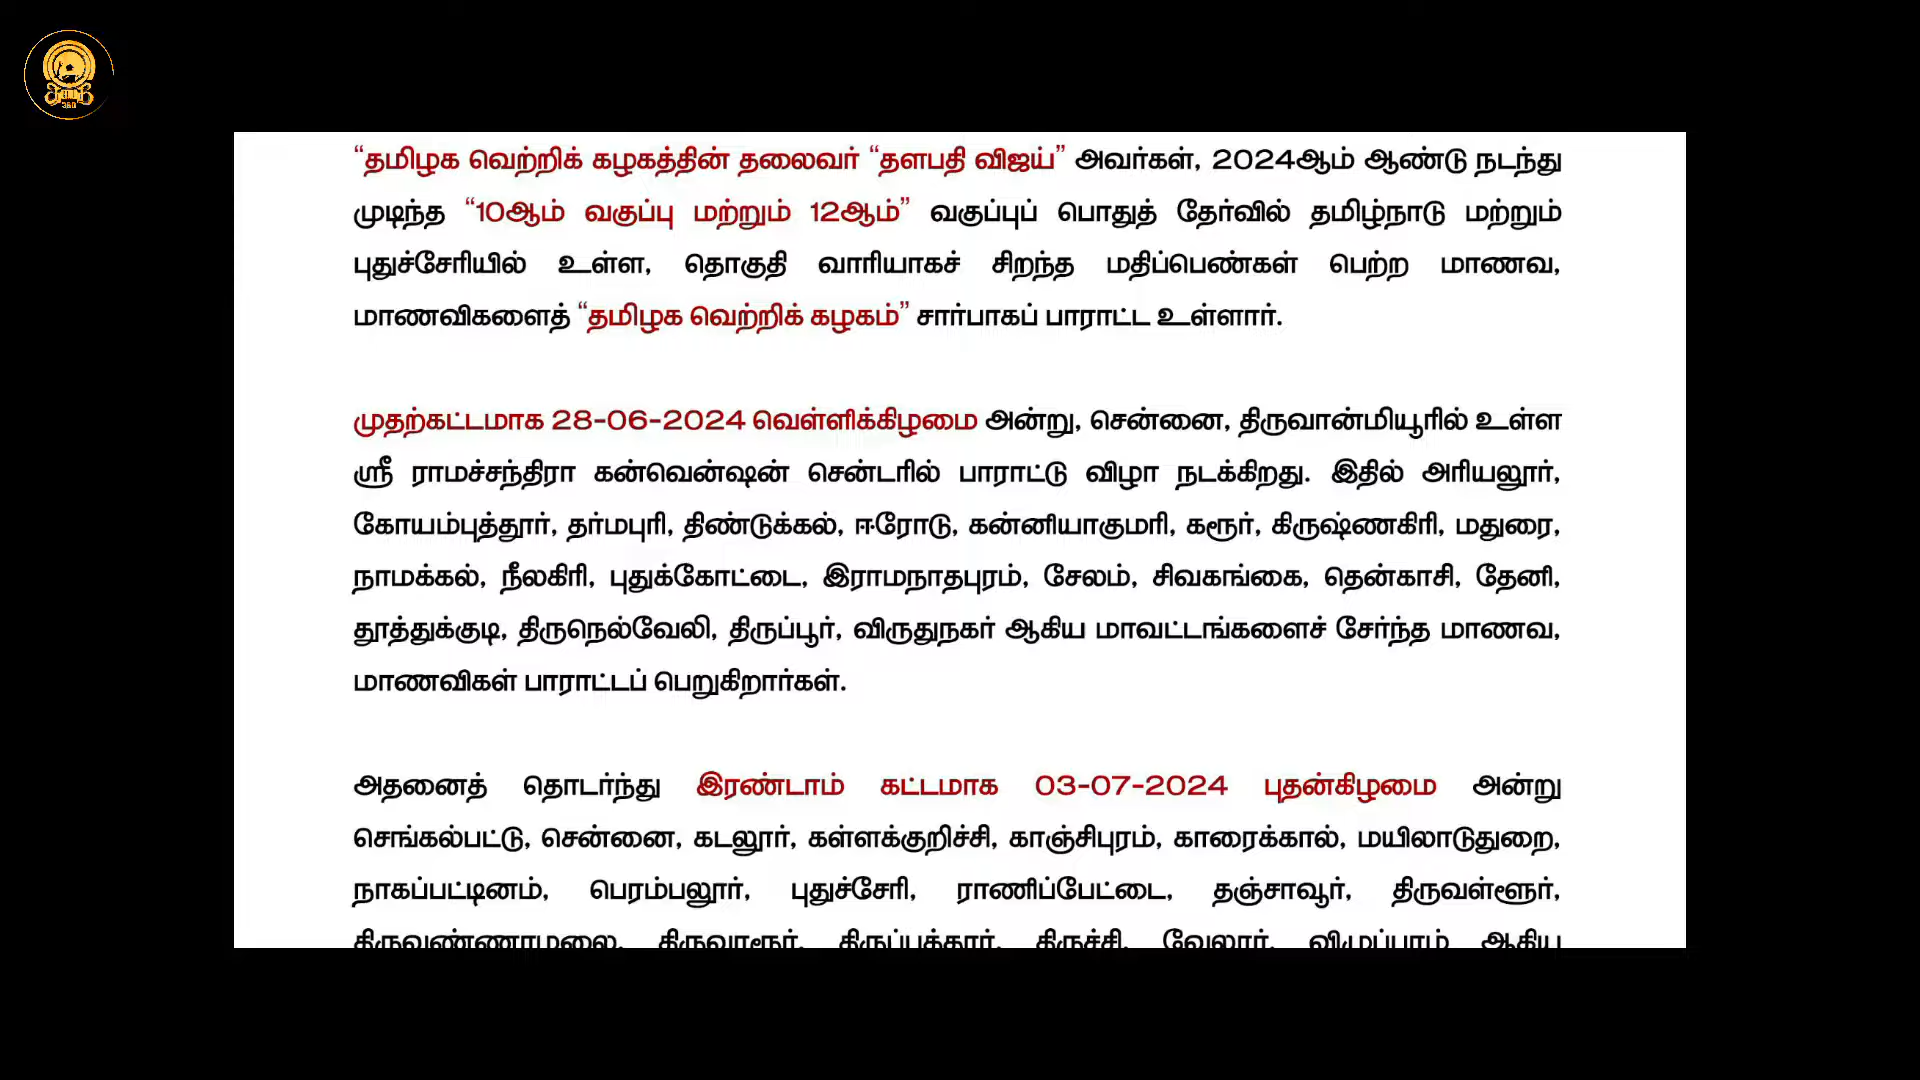 “தமிழக வெற்றிக் கழகத்தின் தலைவர் “தளபதி விஜய்” அவர்கள், 2024ஆம் ஆண்டு நடந்து
முடிந்த “10ஆம் வகுப்பு மற்றும் 12ஆம்” வகுப்புப் பொதுத் தேர்வில் தமிழ்நாடு மற்றும்
புதுச்சேரியில் உள்ள, தொகுதி வாரியாகச் சிறந்த மதிப்பெண்கள் பெற்ற மாணவ,
மாணவிகளைத் “தமிழக வெற்றிக் கழகம்” சார்பாகப் பாராட்ட உள்ளார்.
முதற்கட்டமாக 28-06-2024 வெள்ளிக்கிழமை அன்று, சென்னை, திருவான்மியூரில் உள்ள
ஸ்ரீ ராமச்சந்திரா கன்வென்ஷன் சென்டரில் பாராட்டு விழா நடக்கிறது. இதில் அரியலூர்,
கோயம்புத்தூர், தர்மபுரி, திண்டுக்கல், ஈரோடு, கன்னியாகுமரி, கரூர், கிருஷ்ணகிரி, மதுரை,
நாமக்கல், நீலகிரி, புதுக்கோட்டை, இராமநாதபுரம், சேலம், சிவகங்கை, தென்காசி, தேனி,
தூத்துக்குடி, திருநெல்வேலி, திருப்பூர், விருதுநகர் ஆகிய மாவட்டங்களைச் சேர்ந்த மாணவ,
மாணவிகள் பாராட்டப் பெறுகிறார்கள்.
அதனைத் தொடர்ந்து இரண்டாம் கட்டமாக 03-07-2024 புதன்கிழமை அன்று
செங்கல்பட்டு, சென்னை, கடலூர், கள்ளக்குறிச்சி, காஞ்சிபுரம், காரைக்கால், மயிலாடுதுறை,
நாகப்பட்டினம், பெரம்பலூர், புதுச்சேரி, ராணிப்பேட்டை, தஞ்சாவூர், திருவள்ளூர்,
திருவண்ணாமலை, திருவாரூர், திருப்பத்தூர், திருச்சி, வேலூர், விழுப்புரம் ஆகிய